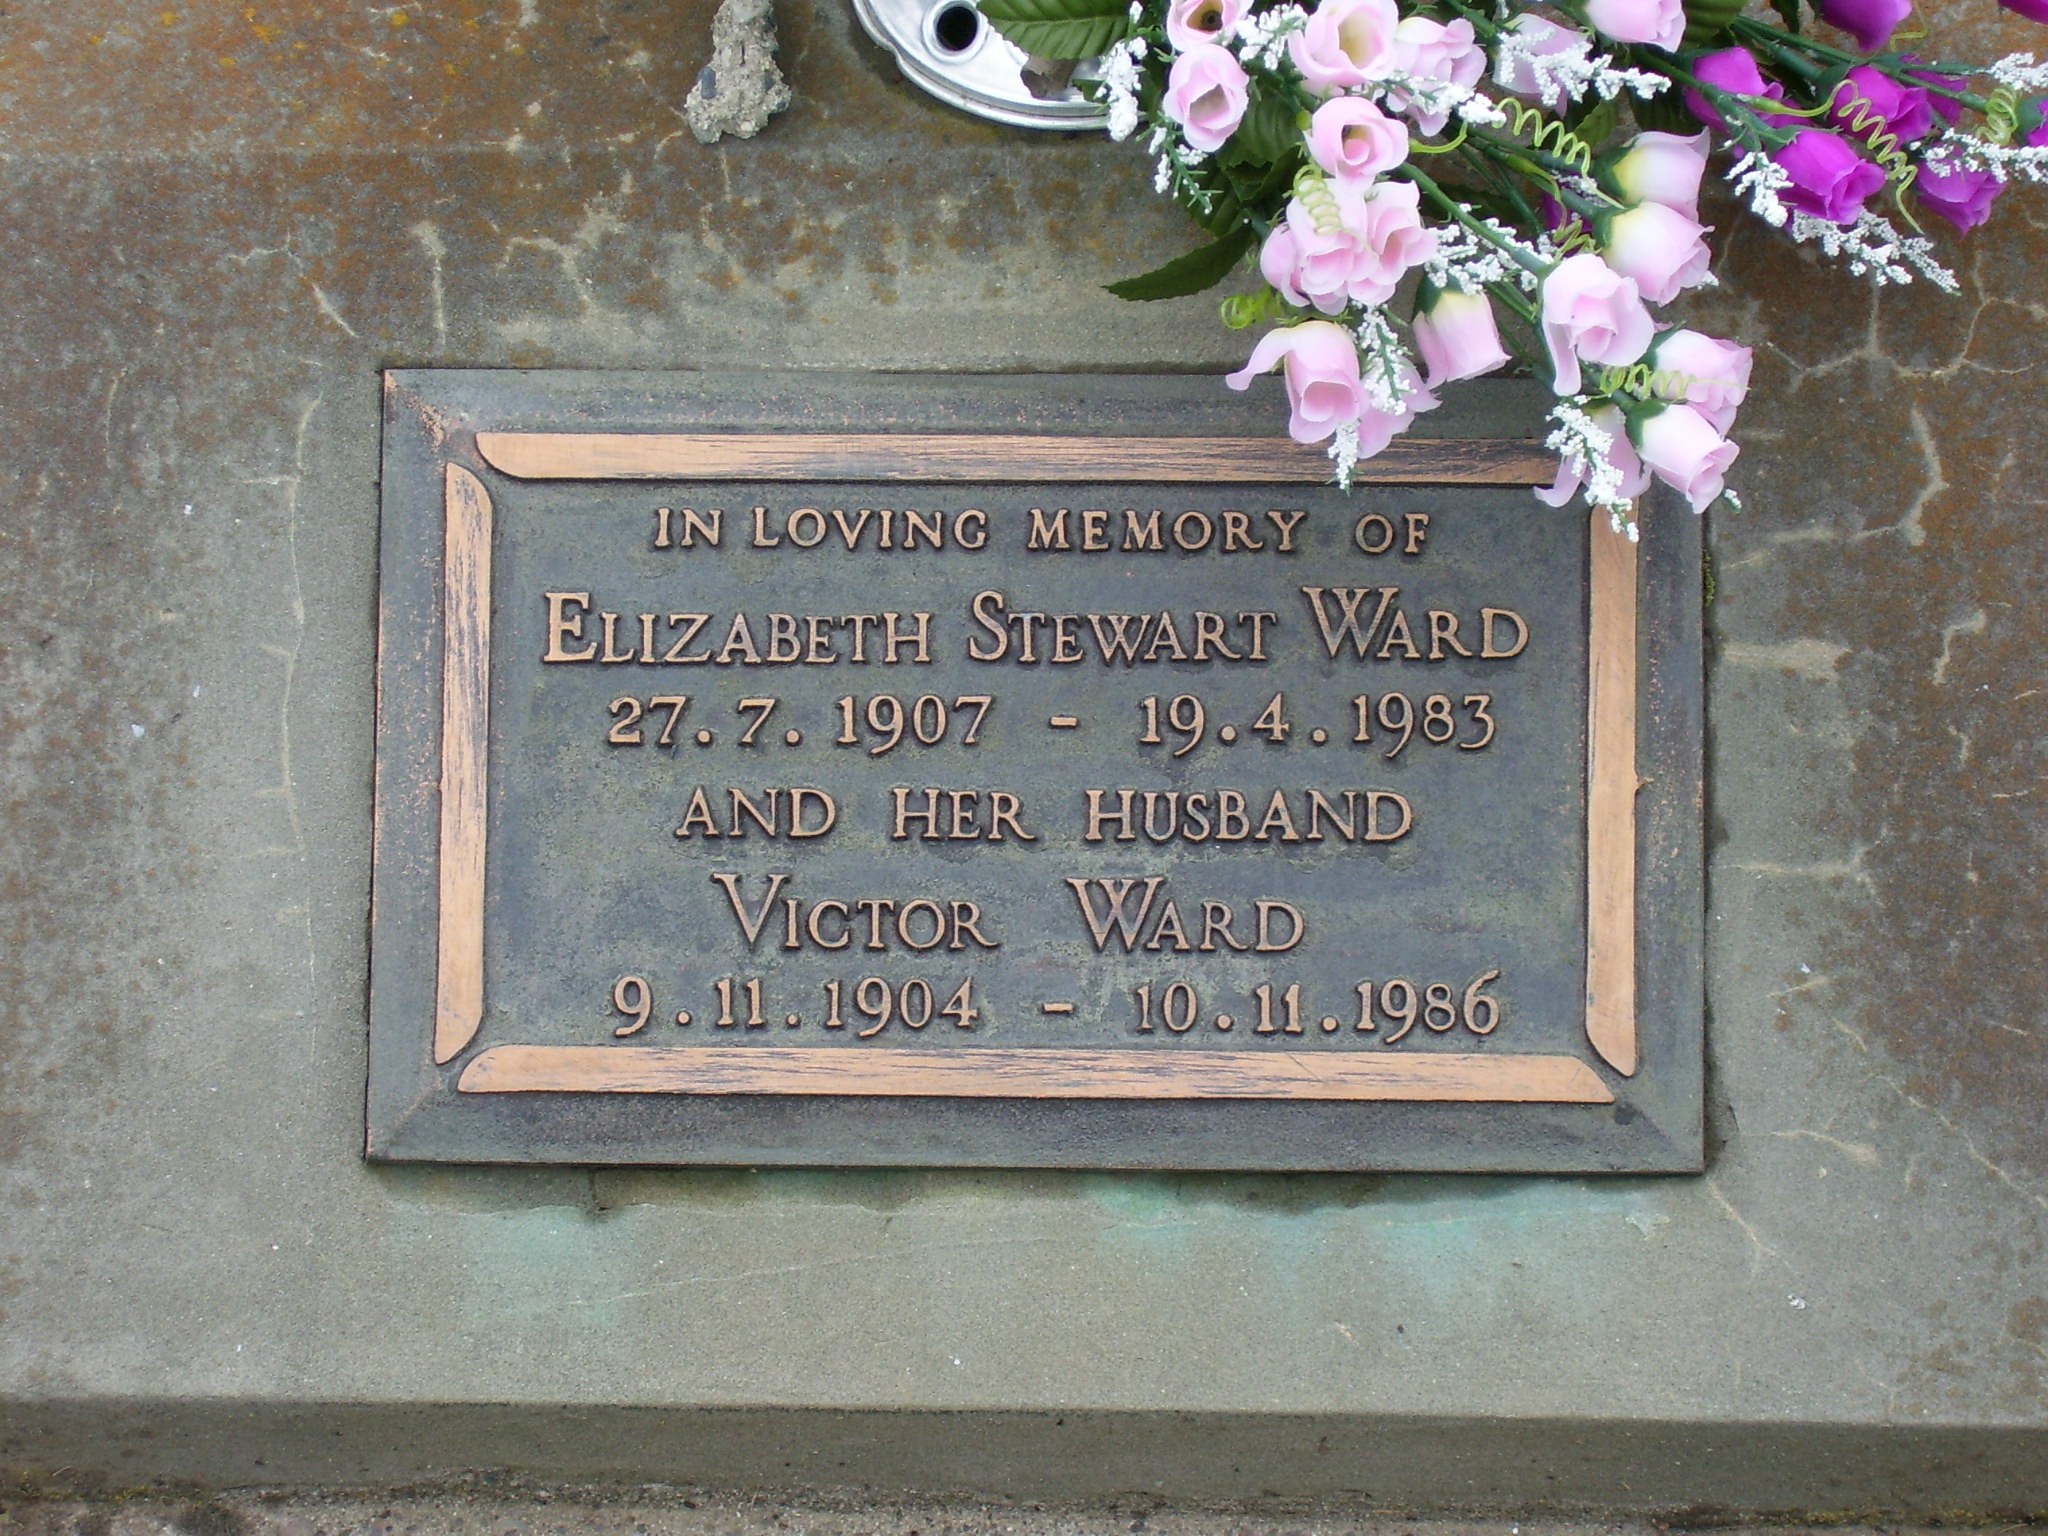 IN LOVING MEMORY OF
ELIZABETH STEWART WARD
27.7.1907 - 19.4.1983
AND HER HUSBAND
VICTOR WARD
9.11.1904 - 10.11.1986